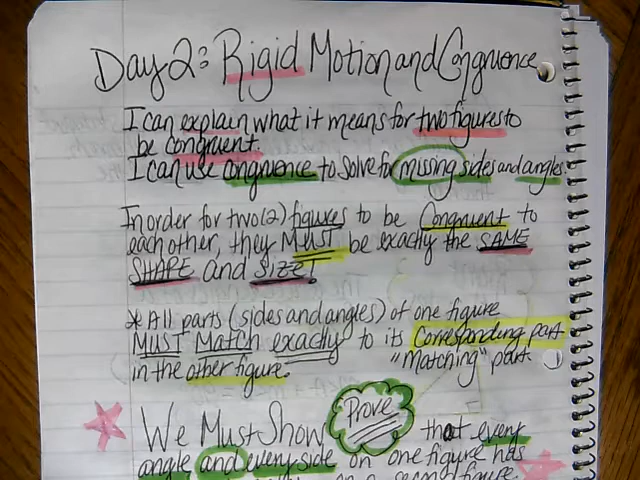 Day 2: Rigid Motion and Congruence
I can explain what it means for two figures to
be congruent.
I can use congruence to solve for missing sides and angles.
In order for two (2) figures to be Congruent to
each other, they MUST be exactly the SAME
SHAPE and SIZE!
* All parts (sides and angles) of one figure
MUST Match exactly to its Corresponding part
"Matching" part
in the other figure.
Prove
We Must Show that every
angle and every side on one figure has
on a second figure